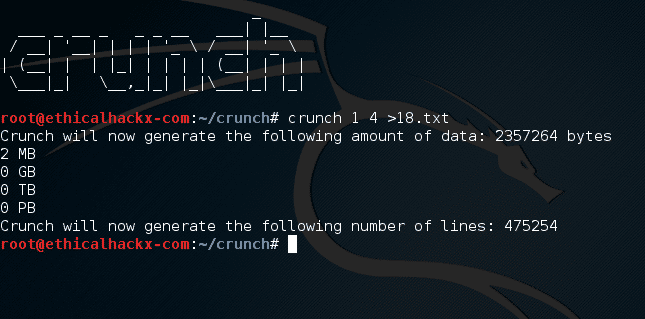 crunch
root@ethicalhackx-com:~/crunch# crunch 1 4 >18.txt
Crunch will now generate the following amount of data: 2357264 bytes
2 MB
0 GB
0 TB
0 PB
Crunch will now generate the following number of lines: 475254
root@ethicalhackx-com:~/crunch#